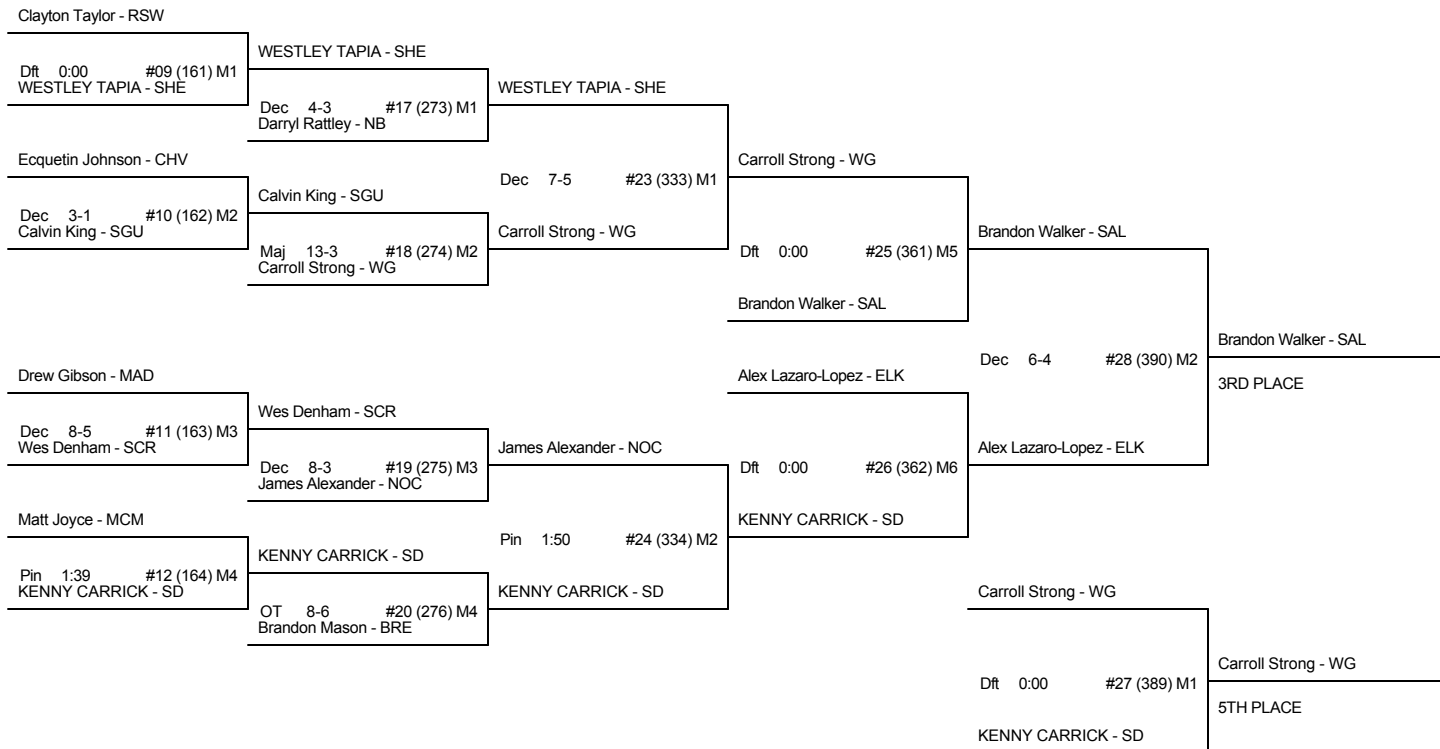 Clayton Taylor - RSW
WESTLEY TAPIA - SHE
Dft 0:00 #09 (161) M1
WESTLEY TAPIA - SHE
WESTLEY TAPIA - SHE
Dec 4-3 #17 (273) M1
Darryl Rattley - NB
Ecquetin Johnson - CHV
Carroll Strong - WG
Dec 7-5 #23 (333) M1
Calvin King - SGU
Dec 3-1 #10 (162) M2
Calvin King - SGU
Carroll Strong - WG
Brandon Walker - SAL
Maj 13-3 #18 (274) M2
Carroll Strong - WG
Dft 0:00 #25 (361) M5
Brandon Walker - SAL
Brandon Walker - SAL
Dec 6-4 #28 (390) M2
Drew Gibson - MAD
Alex Lazaro-Lopez - ELK
3RD PLACE
Wes Denham - SCR
Dec 8-5 #11 (163) M3
Wes Denham - SCR
James Alexander - NOC
Alex Lazaro-Lopez - ELK
Dec 8-3 #19 (275) M3
James Alexander - NOC
Dft 0:00 #26 (362) M6
Matt Joyce - MCM
KENNY CARRICK - SD
Pin 1:50 #24 (334) M2
KENNY CARRICK - SD
Pin 1:39 #12 (164) M4
KENNY CARRICK - SD
KENNY CARRICK - SD
Carroll Strong - WG
OT 8-6 #20 (276) M4
Brandon Mason - BRE
Carroll Strong - WG
Dft 0:00 #27 (389) M1
5TH PLACE
KENNY CARRICK - SD